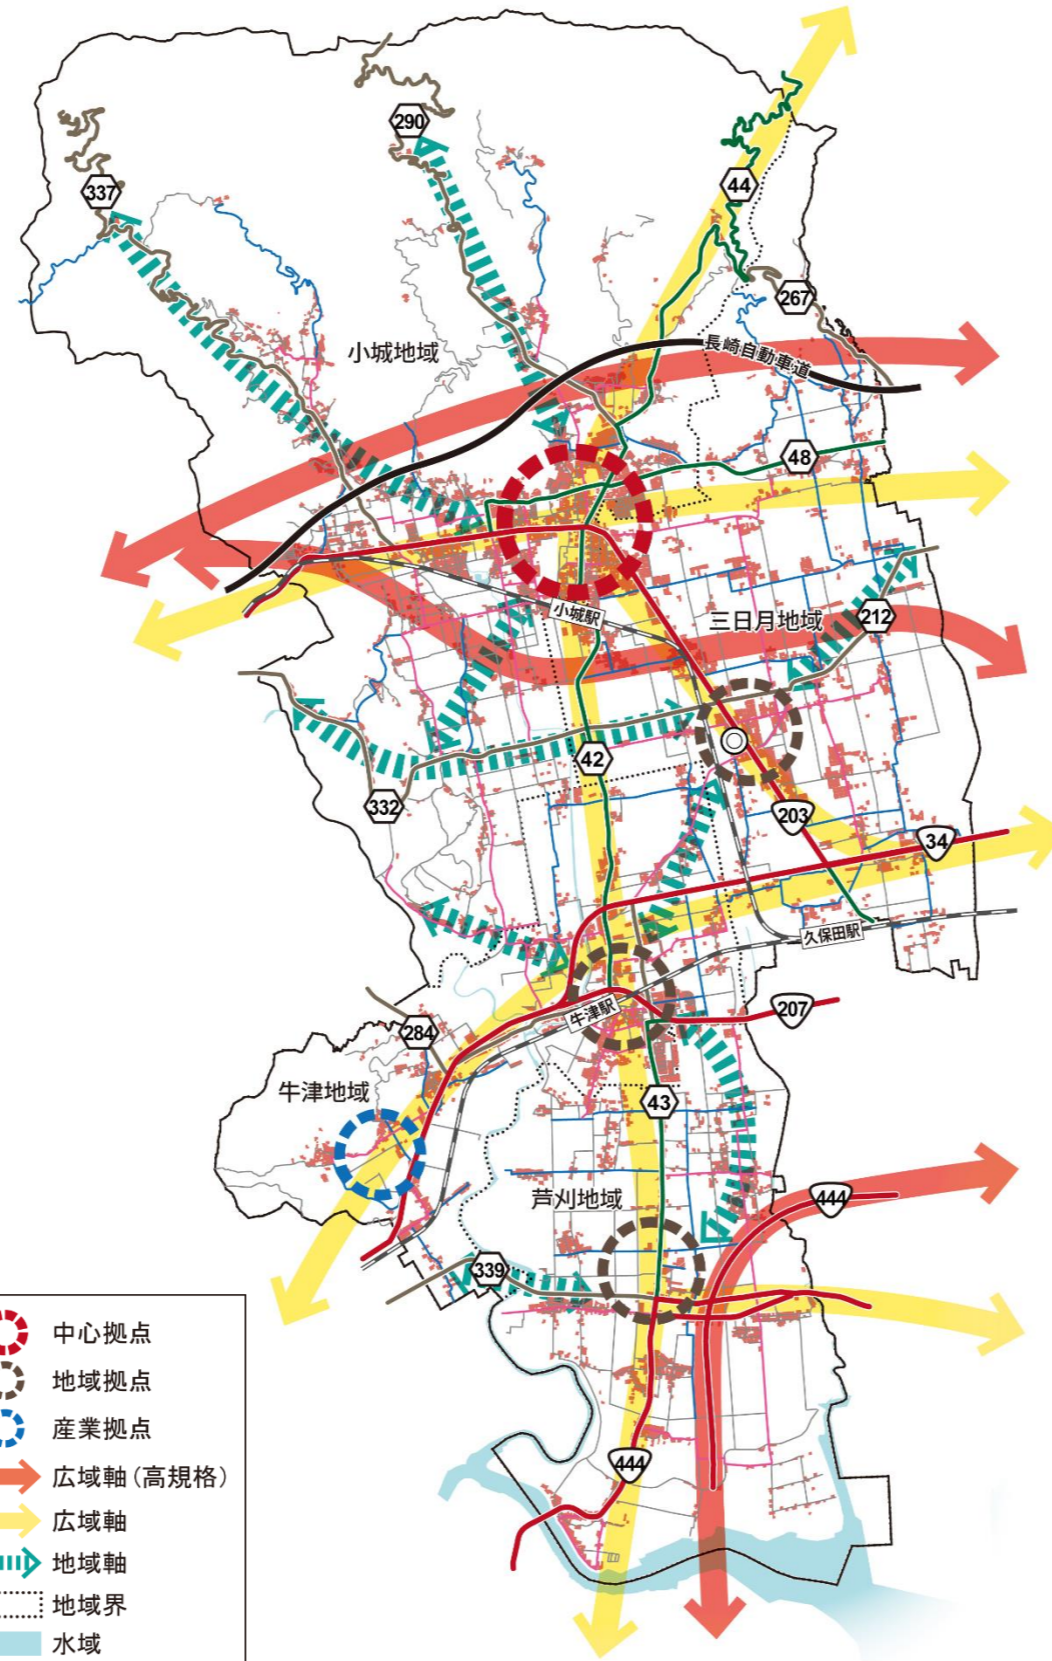 290
337
44
267
小城地域
長崎自動車道
48
小城駅
三日月地域
212
42
332
203
34
久保田駅
牛津駅
207
284
牛津地域
43
芦刈地域
444
339
444
中心拠点
地域拠点
産業拠点
広域軸（高規格）
広域軸
地域軸
地域界
水域